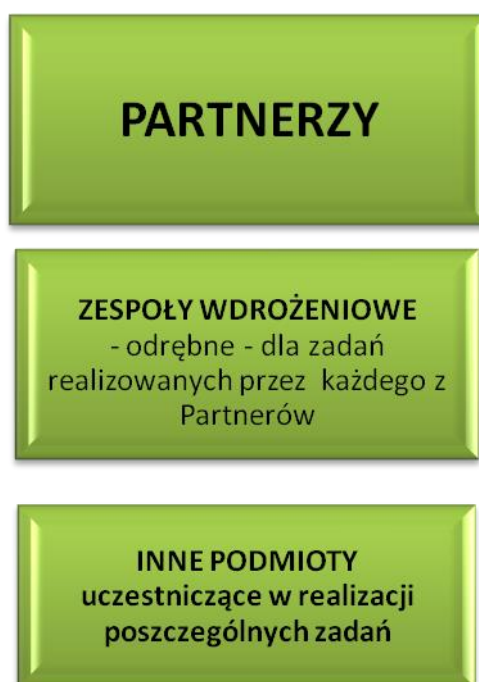 PARTNERZY
ZESPOŁY WDROŻENIOWE
- odrębne - dla zadań
realizowanych przez każdego z
Partnerów
INNE PODMIOTY
uczestniczące w realizacji
poszczególnych zadań